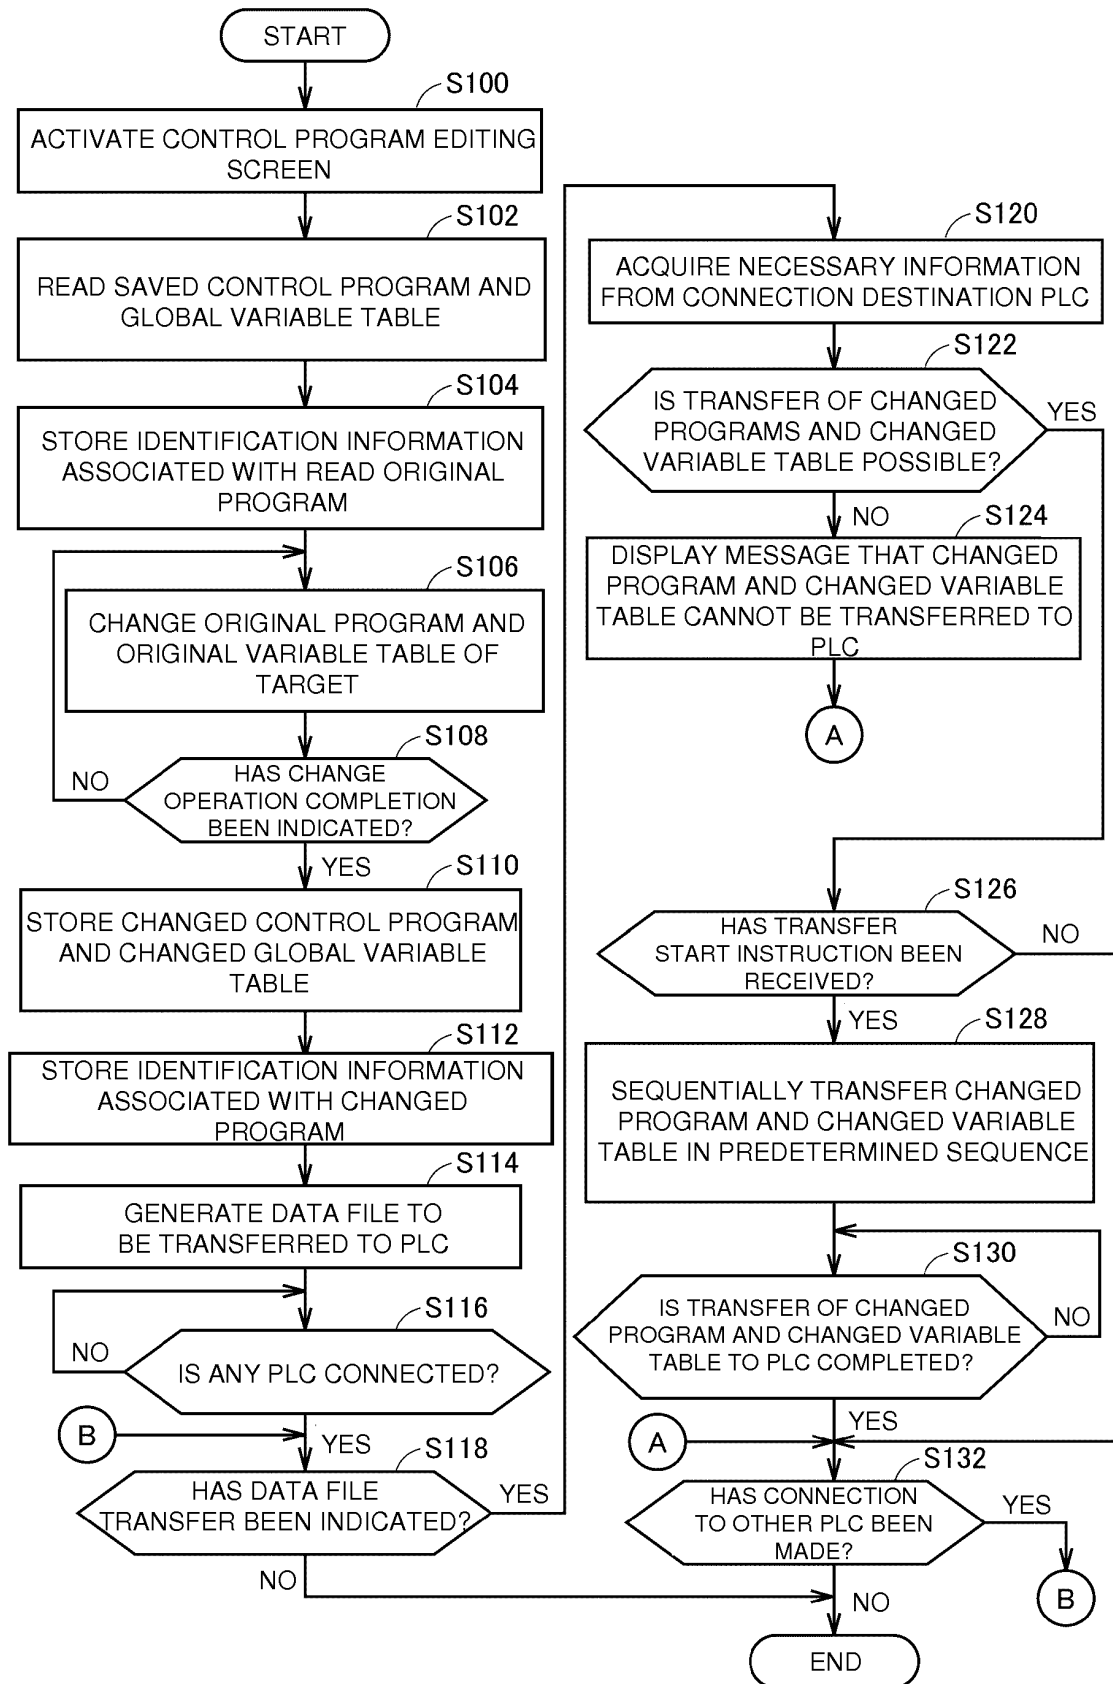 START
S100
ACTIVATE CONTROL PROGRAM EDITING
SCREEN
S102
READ SAVED CONTROL PROGRAM AND
GLOBAL VARIABLE TABLE
S104
STORE IDENTIFICATION INFORMATION
ASSOCIATED WITH READ ORIGINAL
PROGRAM
S106
CHANGE ORIGINAL PROGRAM AND
ORIGINAL VARIABLE TABLE OF
TARGET
S108
NO
HAS CHANGE
OPERATION COMPLETION
BEEN INDICATED?
YES
S110
STORE CHANGED CONTROL PROGRAM
AND CHANGED GLOBAL VARIABLE
TABLE
S112
STORE IDENTIFICATION INFORMATION
ASSOCIATED WITH CHANGED
PROGRAM
S114
GENERATE DATA FILE TO
BE TRANSFERRED TO PLC
S116
NO
IS ANY PLC CONNECTED?
B
YES
S118
HAS DATA FILE
TRANSFER BEEN INDICATED?
YES
NO
S120
ACQUIRE NECESSARY INFORMATION
FROM CONNECTION DESTINATION PLC
S122
IS TRANSFER OF CHANGED
PROGRAMS AND CHANGED
VARIABLE TABLE POSSIBLE?
YES
NO
S124
DISPLAY MESSAGE THAT CHANGED
PROGRAM AND CHANGED VARIABLE
TABLE CANNOT BE TRANSFERRED TO
PLC
A
S126
HAS TRANSFER
START INSTRUCTION BEEN
RECEIVED?
NO
YES
S128
SEQUENTIALLY TRANSFER CHANGED
PROGRAM AND CHANGED VARIABLE
TABLE IN PREDETERMINED SEQUENCE
S130
IS TRANSFER OF CHANGED
PROGRAM AND CHANGED VARIABLE
TABLE TO PLC COMPLETED?
NO
YES
A
S132
HAS CONNECTION
TO OTHER PLC BEEN
MADE?
YES
B
NO
END